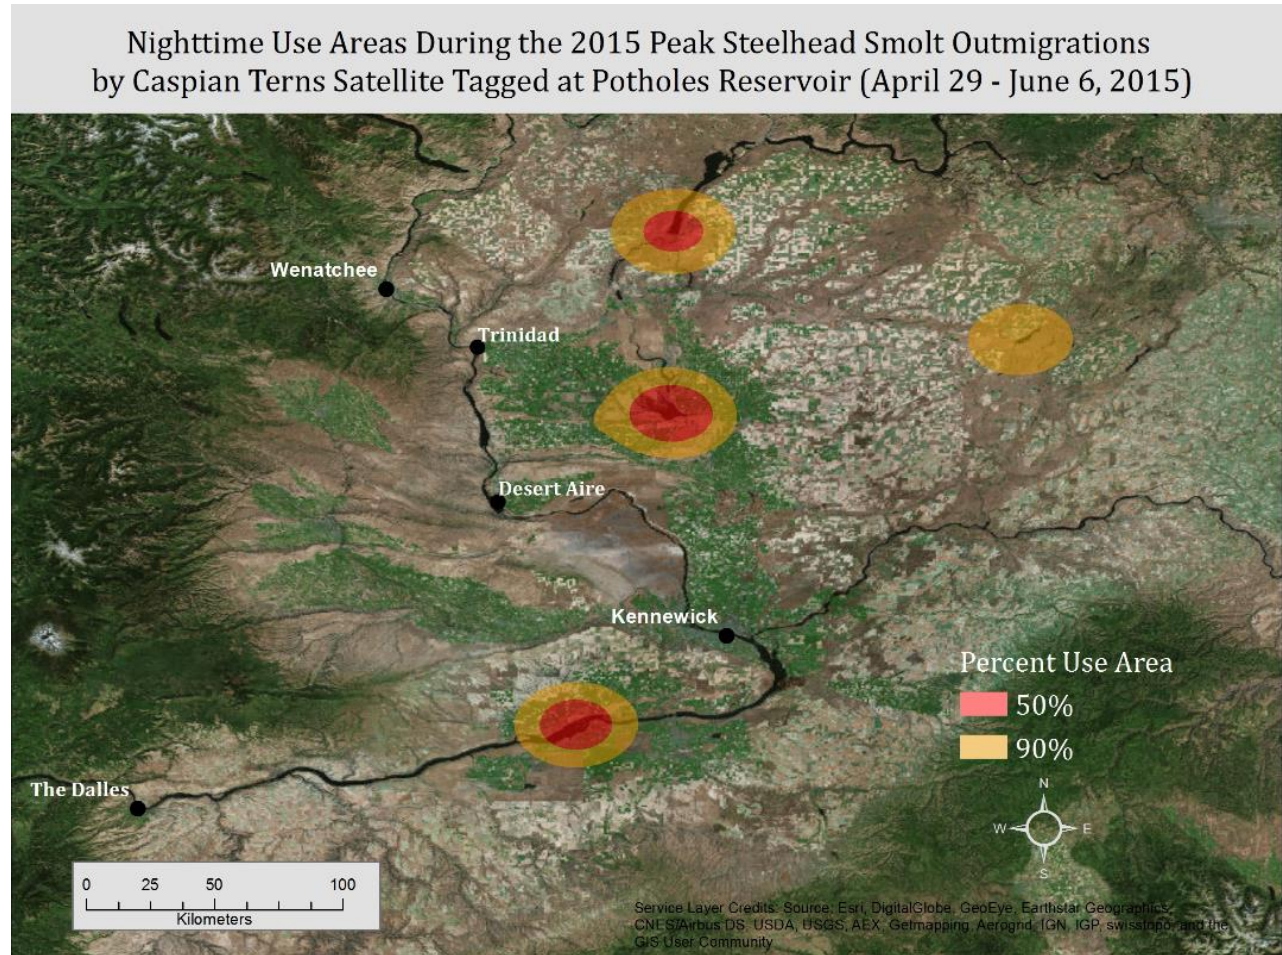 Nighttime Use Areas During the 2015 Peak Steelhead Smolt Outmigrations
by Caspian Terns Satellite Tagged at Potholes Reservoir (April 29 - June 6, 2015)
Wenatchee
Trinidad
Desert Aire
Kennewick
Percent Use Area
50%
90%
The Dalles
N
W E
S
0 25 50 100
Kilometers
Service Layer Credits: Source: Esri, DigitalGlobe, GeoEye, Earthstar Geographics,
CNES/Airbus DS, USDA, USGS, AEX, Getmapping, Aerogrid, IGN, IGP, swisstopo, and the
GIS User Community